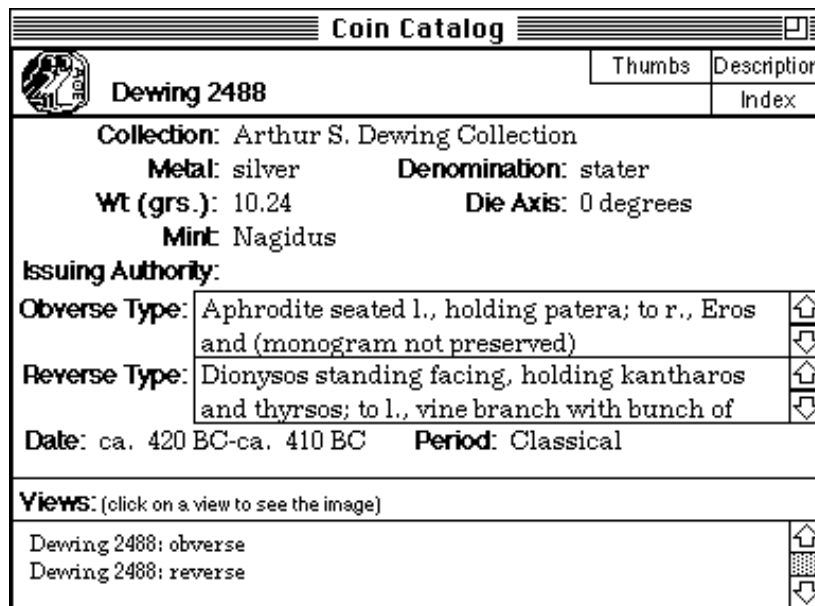 Coin Catalog
Thumbs Description
Dewing 2488
Index
Collection: Arthur S. Dewing Collection
Metal: silver Denomination: stater
Wt (grs.): 10.24 Die Axis: 0 degrees
Mint: Nagidus
Issuing Authority:
Obverse Type: Aphrodite seated l., holding patera; to r., Eros
and (monogram not preserved)
Reverse Type: Dionysos standing facing, holding kantharos
and thyrsos; to l., vine branch with bunch of
Date: ca. 420 BC-ca. 410 BC Period: Classical
Views: (click on a view to see the image)
Dewing 2488: obverse
Dewing 2488: reverse